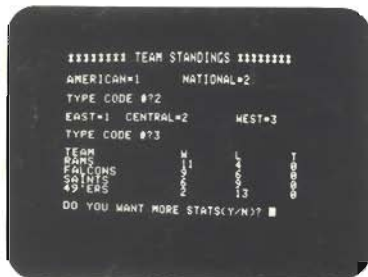 ******** TEAM STANDINGS ********
AMERICAN=1 NATIONAL=2
TYPE CODE #?2
EAST=1 CENTRAL=2 WEST=3
TYPE CODE #?3
TEAM W L T
RAMS 11 4 0
FALCONS 9 6 0
SAINTS 6 9 0
49'ERS 2 13 0
DO YOU WANT MORE STATS(Y/N)?